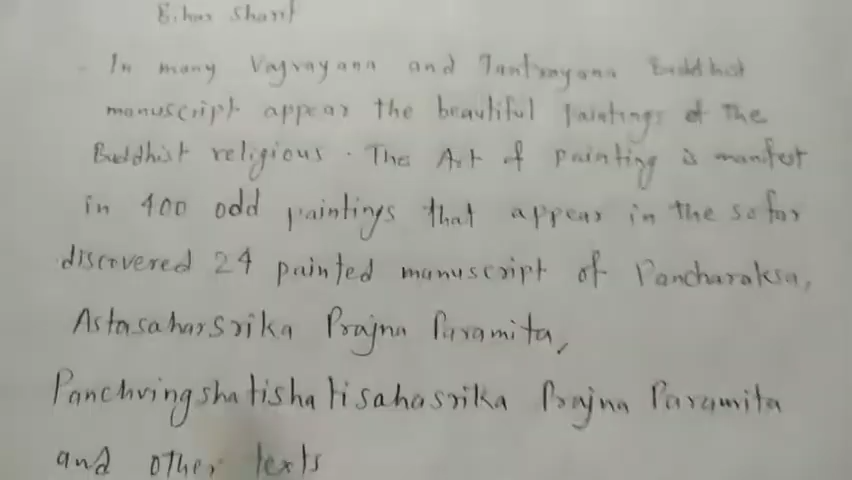 Bihar Sharif
In many Vajrayana and Tantrayana Buddhist
manuscript appear the beautiful paintings of the
Buddhist religious. The Art of painting is manifest
in 400 odd paintings that appear in the so far
discovered 24 painted manuscript of Pancharaksa,
Astasaharsrika Prajna Paramita,
Panchvingshatishatisahasrika Prajna Paramita
and other texts